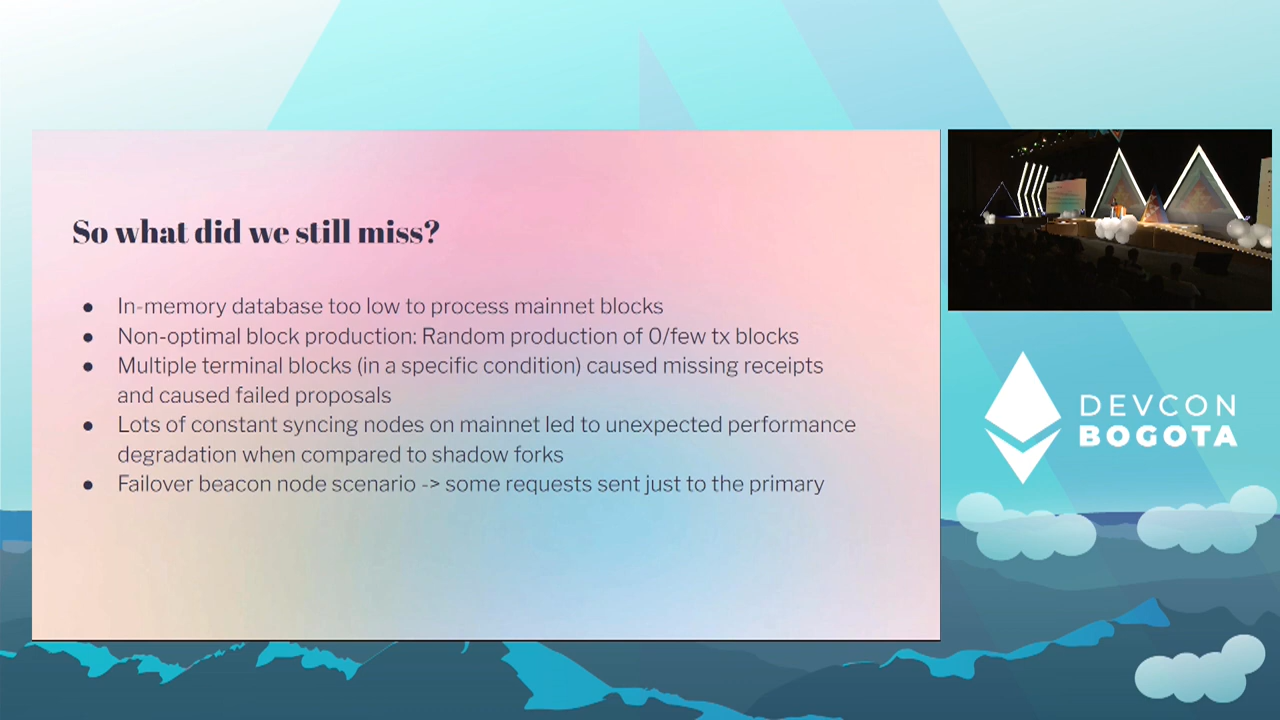 So what did we still miss?
● In-memory database too low to process mainnet blocks
● Non-optimal block production: Random production of 0/few tx blocks
● Multiple terminal blocks (in a specific condition) caused missing receipts
and caused failed proposals
● Lots of constant syncing nodes on mainnet led to unexpected performance
degradation when compared to shadow forks
● Failover beacon node scenario -> some requests sent just to the primary
DEVCON
BOGOTA